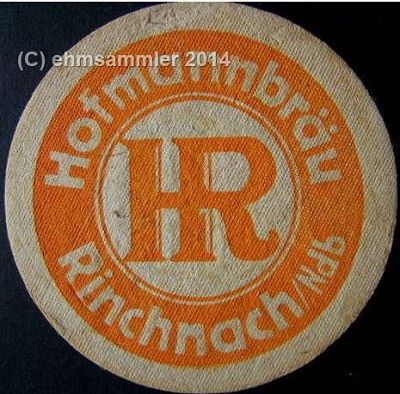 (C) ehmsammler 2014
Hofmannbräu
HR
Rinchnach/Ndb